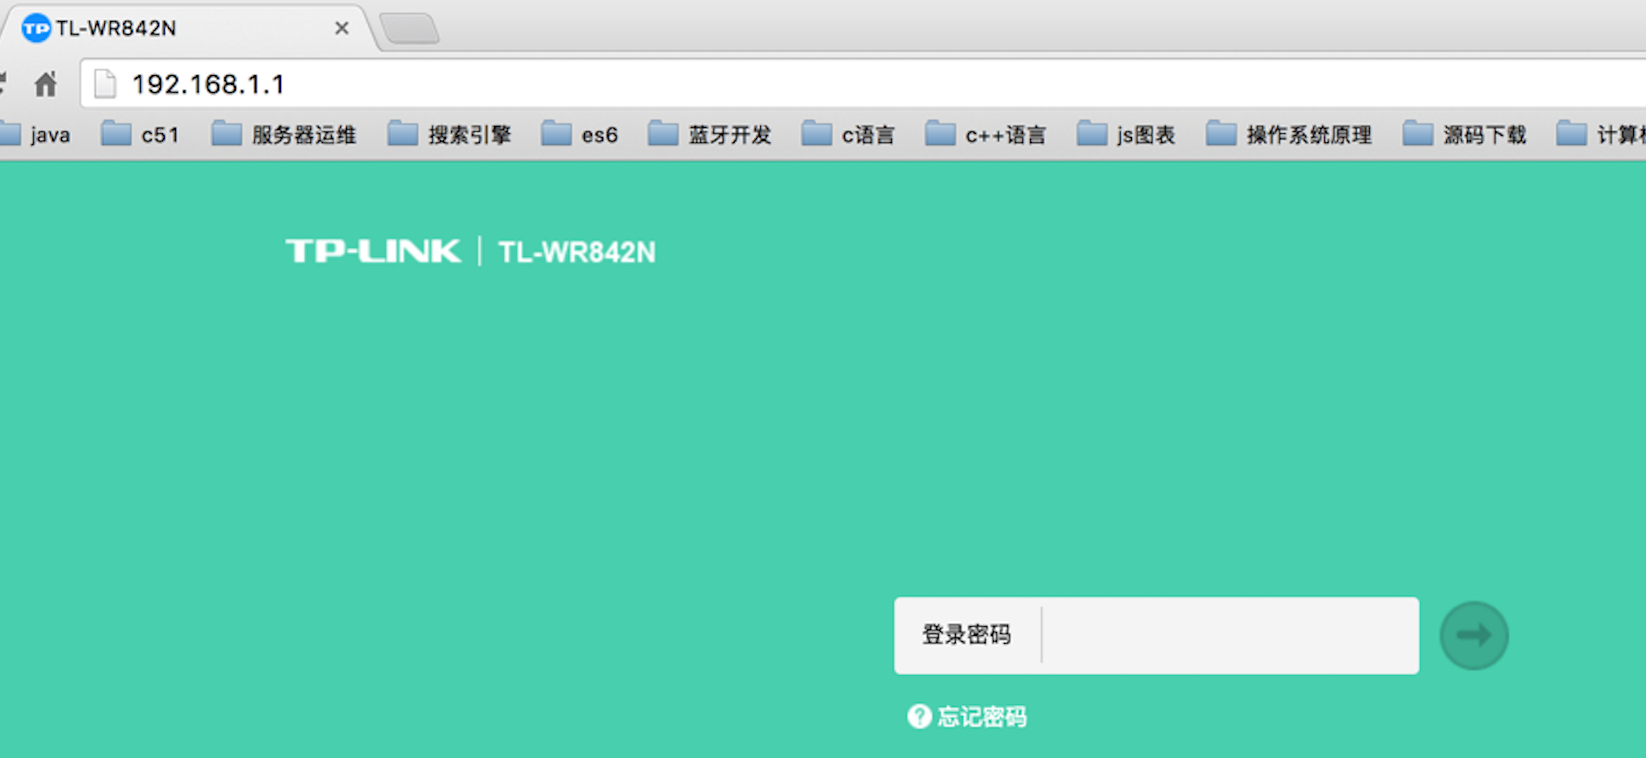 TP TL-WR842N
192.168.1.1
java c51 服务器运维 搜索引擎 es6 蓝牙开发 c语言 c++语言 js图表 操作系统原理 源码下载 计算
TP-LINK | TL-WR842N
登录密码
? 忘记密码